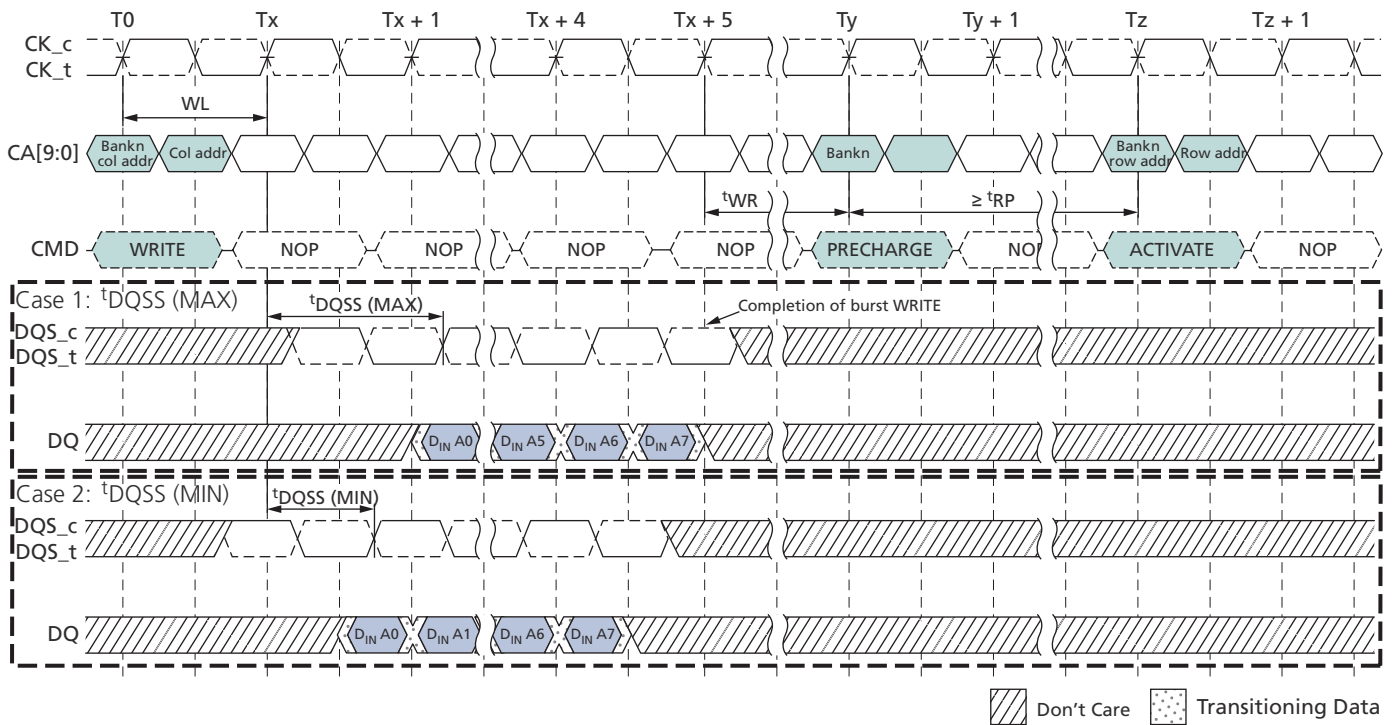 T0 Tx Tx + 1 Tx + 4 Tx + 5 Ty Ty + 1 Tz Tz + 1
CK_c
CK_t
WL
CA[9:0] Bankn col addr Col addr Bankn Bankn row addr Row addr
tWR ≥ tRP
CMD WRITE NOP NOP NOP NOP PRECHARGE NOP ACTIVATE NOP
Case 1: tDQSS (MAX)
tDQSS (MAX)
Completion of burst WRITE
DQS_c
DQS_t
DQ DIN A0 DIN A5 DIN A6 DIN A7
Case 2: tDQSS (MIN)
tDQSS (MIN)
DQS_c
DQS_t
DQ DIN A0 DIN A1 DIN A6 DIN A7
Don't Care Transitioning Data